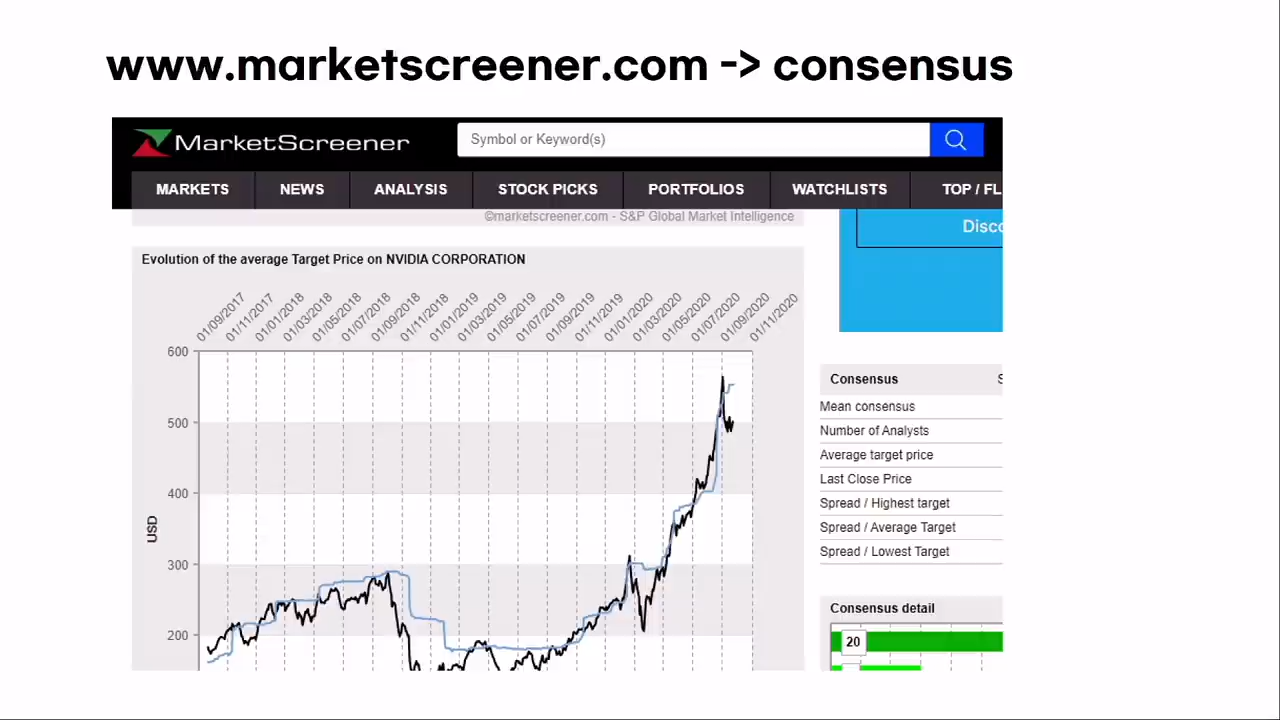 www.marketscreener.com -> consensus
MarketScreener
Symbol or Keyword(s)
MARKETS NEWS ANALYSIS STOCK PICKS PORTFOLIOS WATCHLISTS TOP / FL
©marketscreener.com - S&P Global Market Intelligence
Disco
Evolution of the average Target Price on NVIDIA CORPORATION
01/09/2017 01/11/2017 01/01/2018 01/03/2018 01/05/2018 01/07/2018 01/09/2018 01/11/2018 01/01/2019 01/03/2019 01/05/2019 01/07/2019 01/09/2019 01/11/2019 01/01/2020 01/03/2020 01/05/2020 01/07/2020 01/09/2020 01/11/2020
600
500
400
300
200
USD
Consensus
Mean consensus
Number of Analysts
Average target price
Last Close Price
Spread / Highest target
Spread / Average Target
Spread / Lowest Target
Consensus detail
20